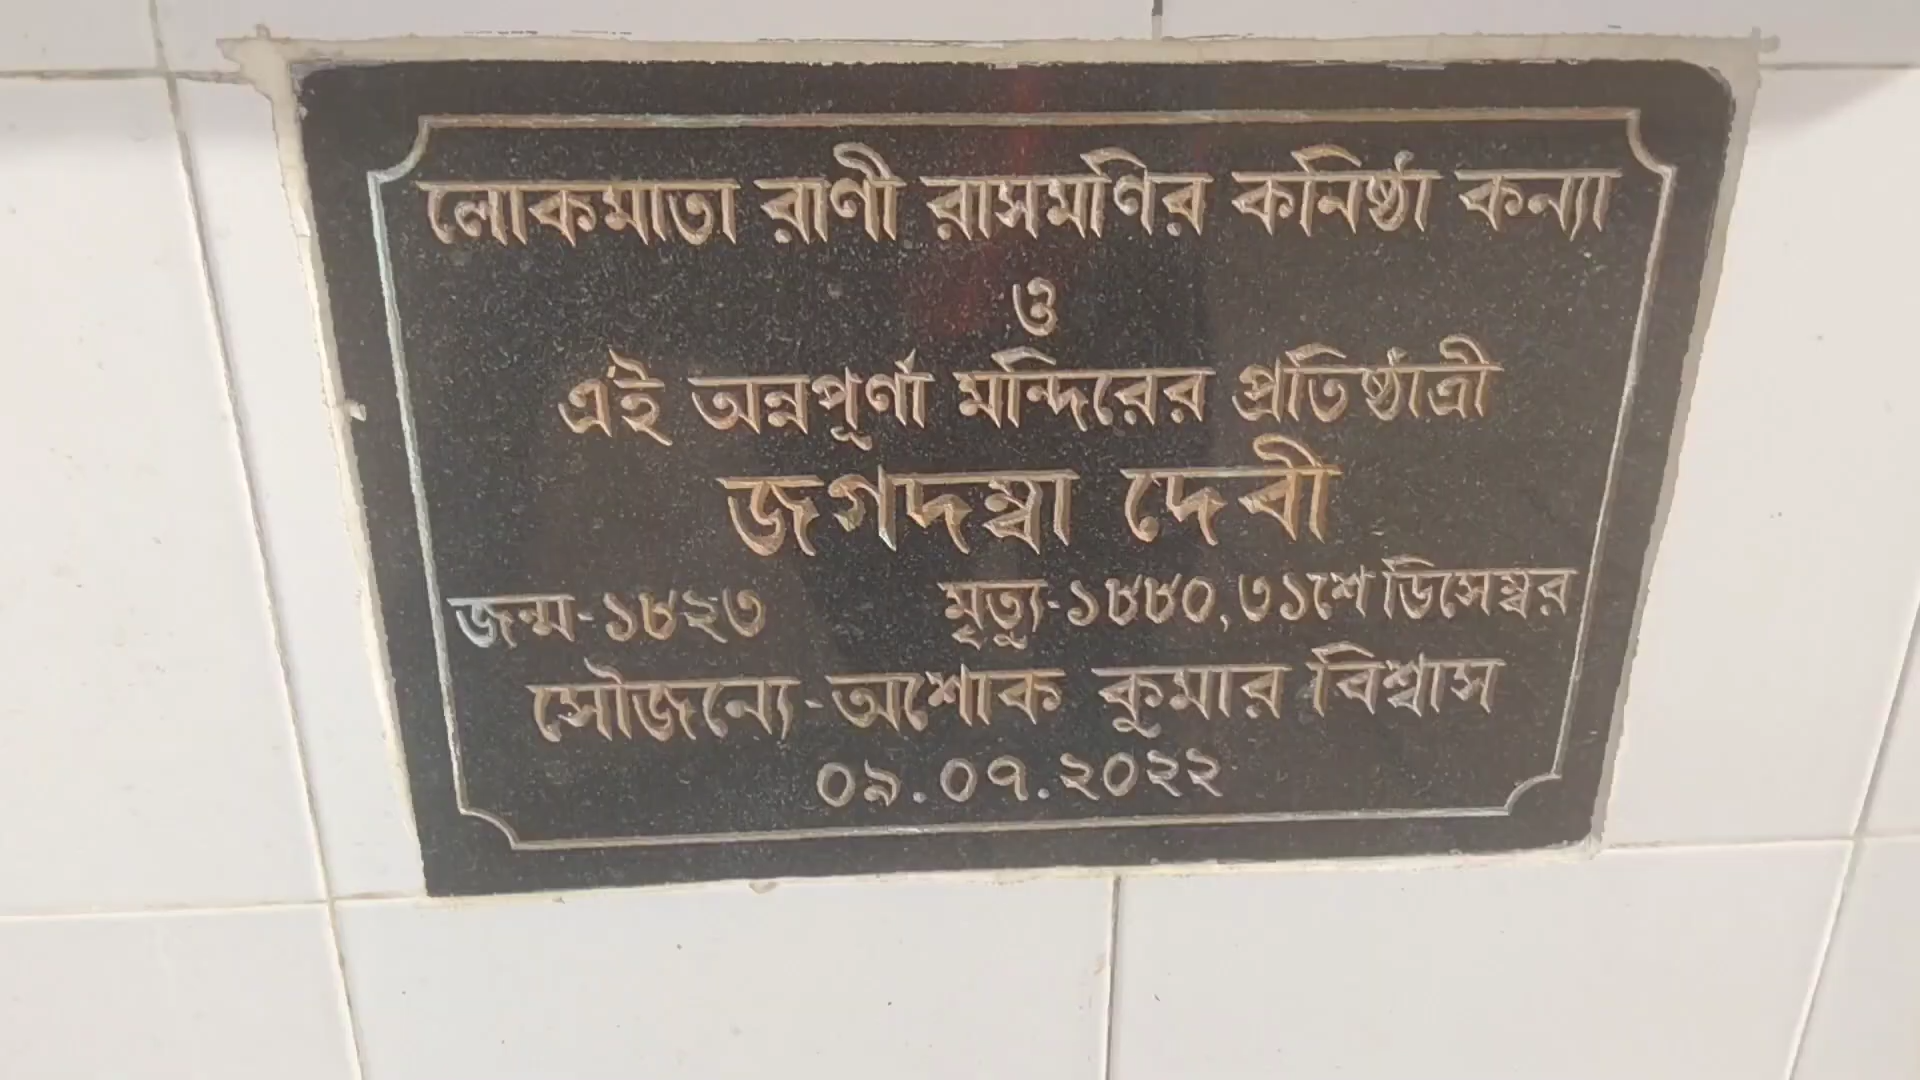 লোকমাতা রাণী রাসমণির কনিষ্ঠা কন্যা
ও
এই অন্নপূর্ণা মন্দিরের প্রতিষ্ঠাত্রী
জগদম্বা দেবী
জন্ম-১৮২৩ মৃত্যু-১৮৮০, ৩১শে ডিসেম্বর
সৌজন্যে-অশোক কুমার বিশ্বাস
০৯.০৭.২০২২